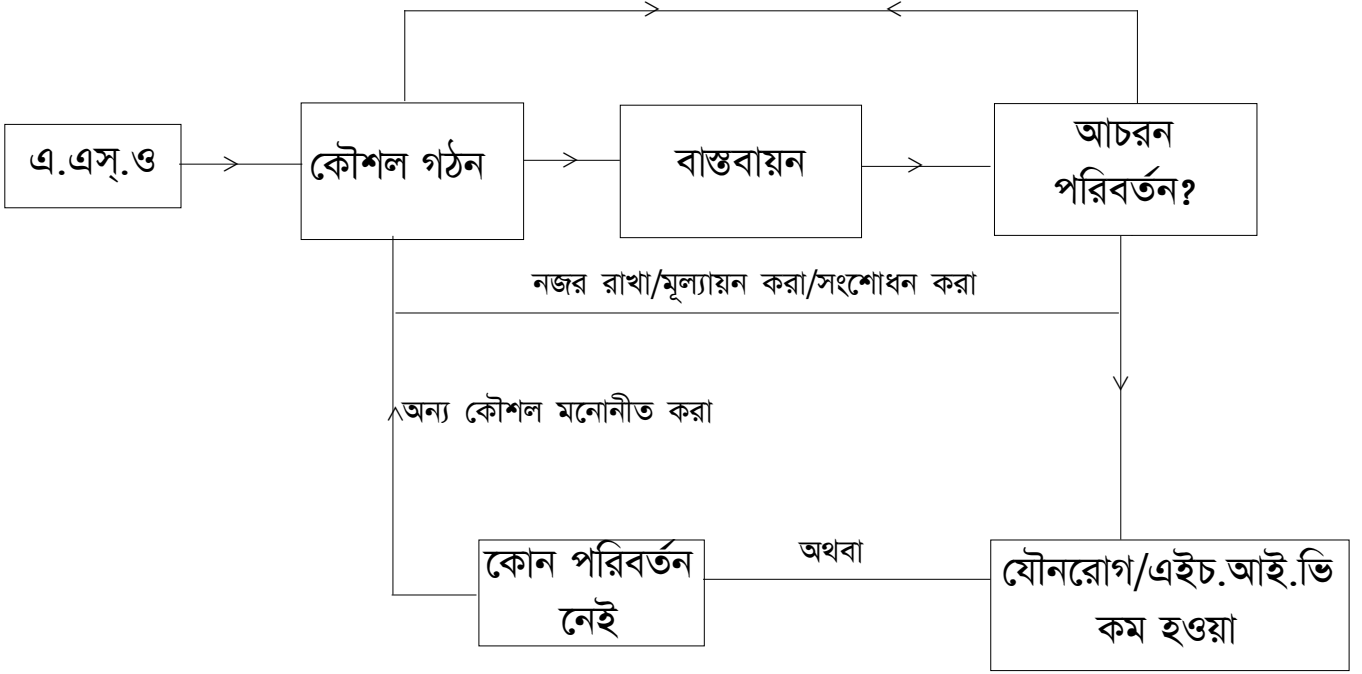 এ.এস্.ও
কৌশল গঠন
বাস্তবায়ন
আচরন
পরিবর্তন?
নজর রাখা/মূল্যায়ন করা/সংশোধন করা
অন্য কৌশল মনোনীত করা
কোন পরিবর্তন
নেই
অথবা
যৌনরোগ/এইচ.আই.ভি
কম হওয়া